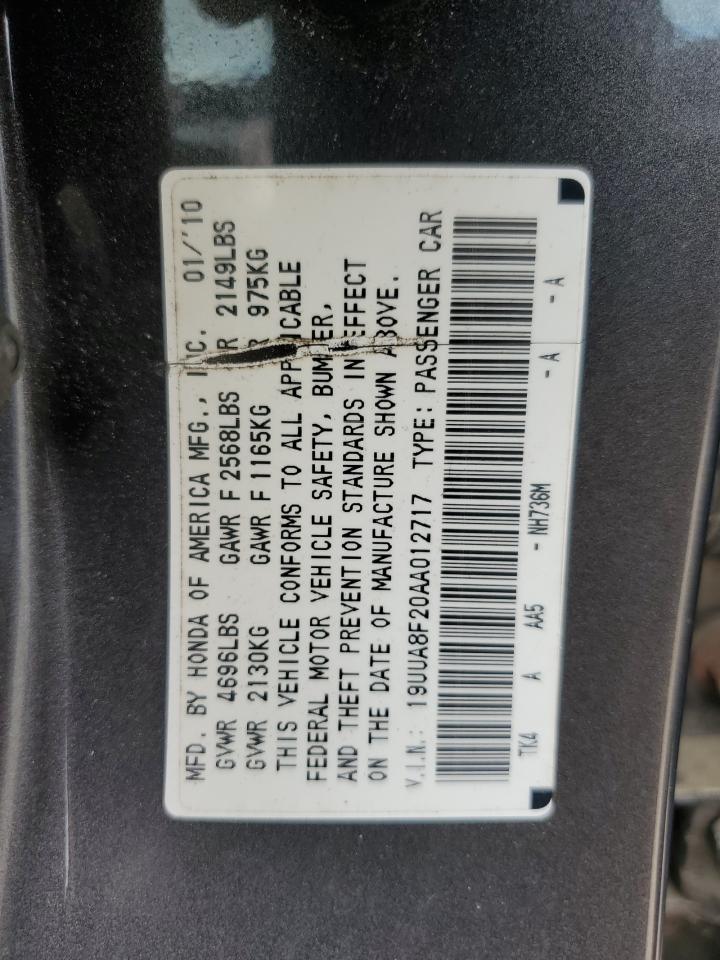 MFD. BY HONDA OF AMERICA MFG., INC. 01/'10
GVWR 4696LBS GAWR F 2568LBS R 2149LBS
GVWR 2130KG GAWR F 1165KG R 975KG
THIS VEHICLE CONFORMS TO ALL APPLICABLE
FEDERAL MOTOR VEHICLE SAFETY, BUMPER,
AND THEFT PREVENTION STANDARDS IN EFFECT
ON THE DATE OF MANUFACTURE SHOWN ABOVE.
V.I.N.: 19UUA8F20AA012717 TYPE: PASSENGER CAR
TK4 A AA5 - NH736M - A - A